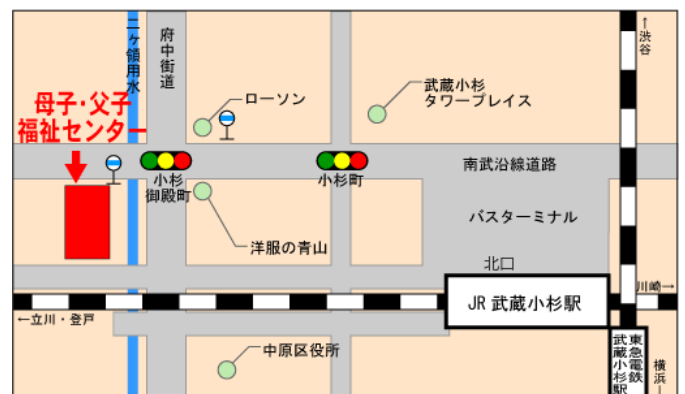 二ヶ領用水
府中街道
↑渋谷
母子・父子
福祉センター
ローソン
武蔵小杉
タワープレイス
小杉
御殿町
小杉町
南武沿線道路
洋服の青山
バスターミナル
北口
川崎→
JR 武蔵小杉駅
←立川・登戸
中原区役所
東急電鉄
武蔵小杉駅
横浜